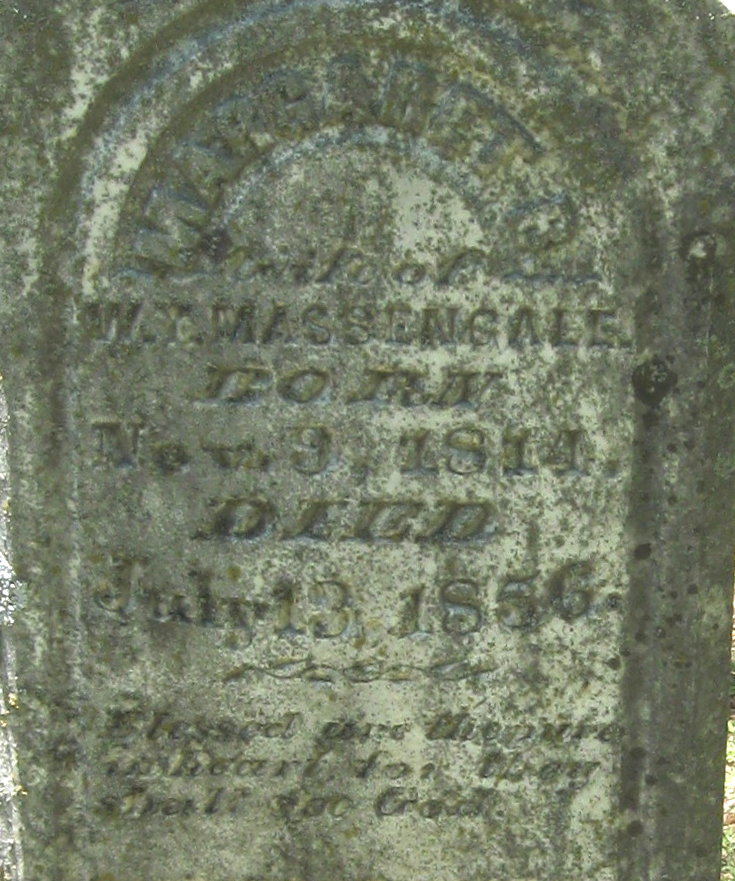 MARGARET C.
wife of
W.Y. MASSENGALE.
BORN
Nov. 9, 1814.
DIED
July 13, 1856.
Blessed are the pure
in heart for they
shall see God.